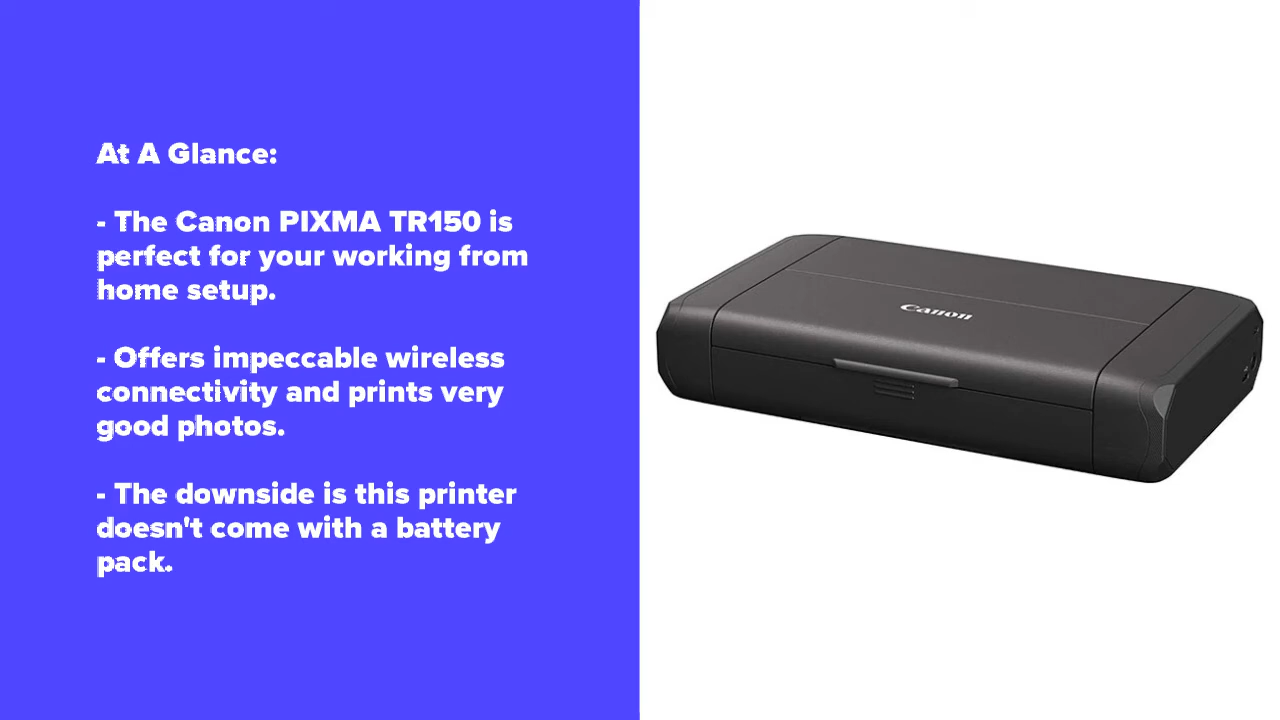 At A Glance:
- The Canon PIXMA TR150 is
perfect for your working from
home setup.
- Offers impeccable wireless
connectivity and prints very
good photos.
- The downside is this printer
doesn't come with a battery
pack.
Canon